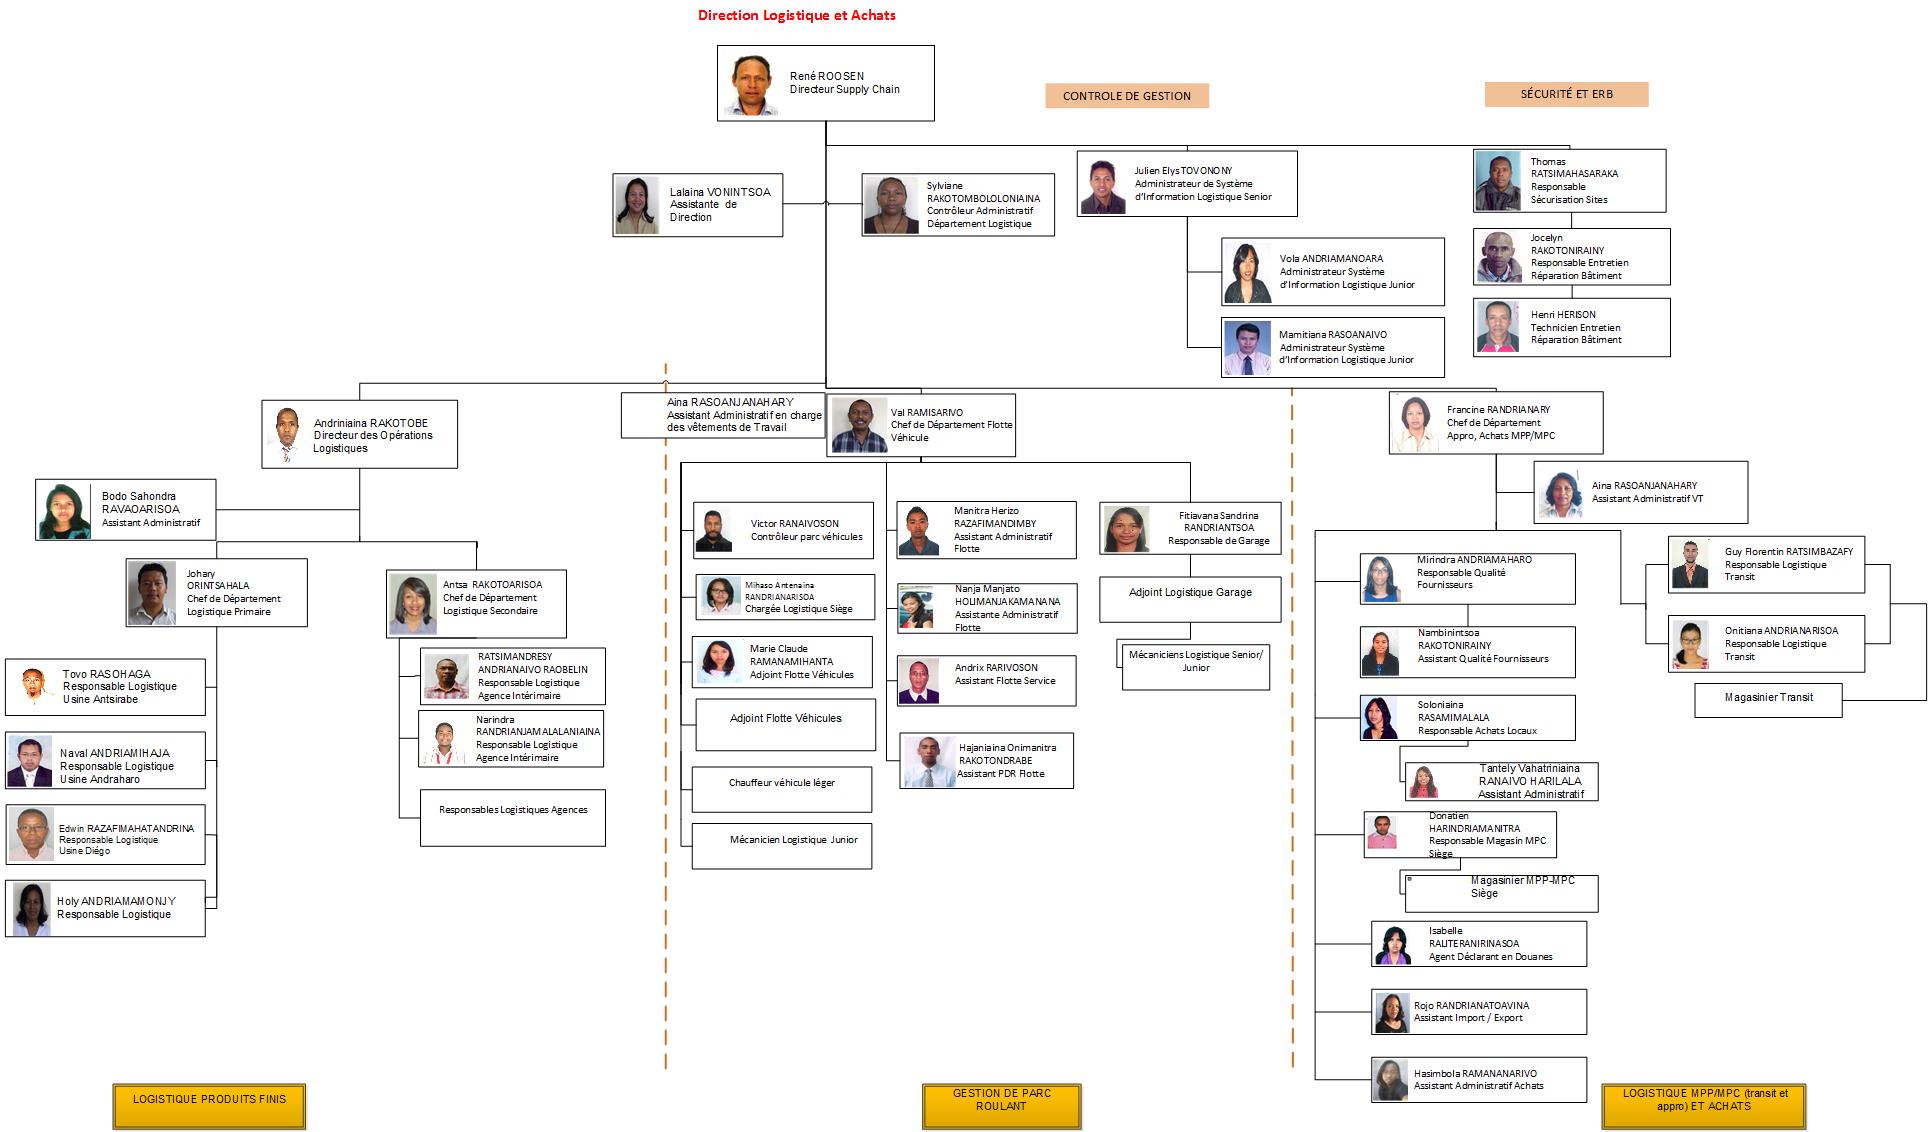 Direction Logistique et Achats
René ROOSEN
Directeur Supply Chain
CONTROLE DE GESTION
SÉCURITÉ ET ERB
Lalaina VONINTSOA
Assistante de
Direction
Sylviane
RAKOTOMBOLOLONIAINA
Contrôleur Administratif
Département Logistique
Julien Elys TOVONONY
Administrateur de Système
d'Information Logistique Senior
Vola ANDRIAMANOARA
Administrateur Système
d'Information Logistique Junior
Mamitiana RASOANAIVO
Administrateur Système
d'Information Logistique Junior
Thomas
RATSIMAHASARAKA
Responsable
Sécurisation Sites
Jocelyn
RAKOTONIRAINY
Responsable Entretien
Réparation Bâtiment
Henri HERISON
Technicien Entretien
Réparation Bâtiment
Andriniaina RAKOTOBE
Directeur des Opérations
Logistiques
Bodo Sahondra
RAVAOARISOA
Assistant Administratif
Johary
ORINTSAHALA
Chef de Département
Logistique Primaire
Antsa RAKOTOARISOA
Chef de Département
Logistique Secondaire
Tovo RASOHAGA
Responsable Logistique
Usine Antsirabe
Naval ANDRIAMIHAJA
Responsable Logistique
Usine Andraharo
Edwin RAZAFIMAHATANDRINA
Responsable Logistique
Usine Diégo
Holy ANDRIAMAMONJY
Responsable Logistique
RATSIMANDRESY
ANDRIANAIVO RAOBELIN
Responsable Logistique
Agence Intérimaire
Narindra
RANDRIANJAMALALANIAINA
Responsable Logistique
Agence Intérimaire
Responsables Logistiques Agences
Aina RASOANJANAHARY
Assistant Administratif en charge
des vêtements de Travail
Val RAMISARIVO
Chef de Département Flotte
Véhicule
Victor RANAIVOSON
Contrôleur parc véhicules
Mihaso Antenaina
RANDRIANARISOA
Chargée Logistique Siège
Marie Claude
RAMANAMIHANTA
Adjoint Flotte Véhicules
Adjoint Flotte Véhicules
Chauffeur véhicule léger
Mécanicien Logistique Junior
Manitra Herizo
RAZAFIMANDIMBY
Assistant Administratif
Flotte
Nanja Manjato
HOLIMANJAKAMANANA
Assistante Administratif
Flotte
Andrix RARIVOSON
Assistant Flotte Service
Hajaniaina Onimanitra
RAKOTONDRABE
Assistant PDR Flotte
Fitiavana Sandrina
RANDRIANTSOA
Responsable de Garage
Adjoint Logistique Garage
Mécaniciens Logistique Senior/
Junior
Francine RANDRIANARY
Chef de Département
Appro, Achats MPP/MPC
Aina RASOANJANAHARY
Assistant Administratif VT
Mirindra ANDRIAMAHARO
Responsable Qualité
Fournisseurs
Nambinintsoa
RAKOTONIRAINY
Assistant Qualité Fournisseurs
Soloniaina
RASAMIMALALA
Responsable Achats Locaux
Tantely Vahatriniaina
RANAIVO HARILALA
Assistant Administratif
Donatien
HARINDRIAMANITRA
Responsable Magasin MPC
Siège
Magasinier MPP-MPC
Siège
Isabelle
RALITERANIRINASOA
Agent Déclarant en Douanes
Rojo RANDRIANATOAVINA
Assistant Import / Export
Hasimbola RAMANANARIVO
Assistant Administratif Achats
Guy Florentin RATSIMBAZAFY
Responsable Logistique
Transit
Onitiana ANDRIANARISOA
Responsable Logistique
Transit
Magasinier Transit
LOGISTIQUE PRODUITS FINIS
GESTION DE PARC
ROULANT
LOGISTIQUE MPP/MPC (transit et
appro) ET ACHATS